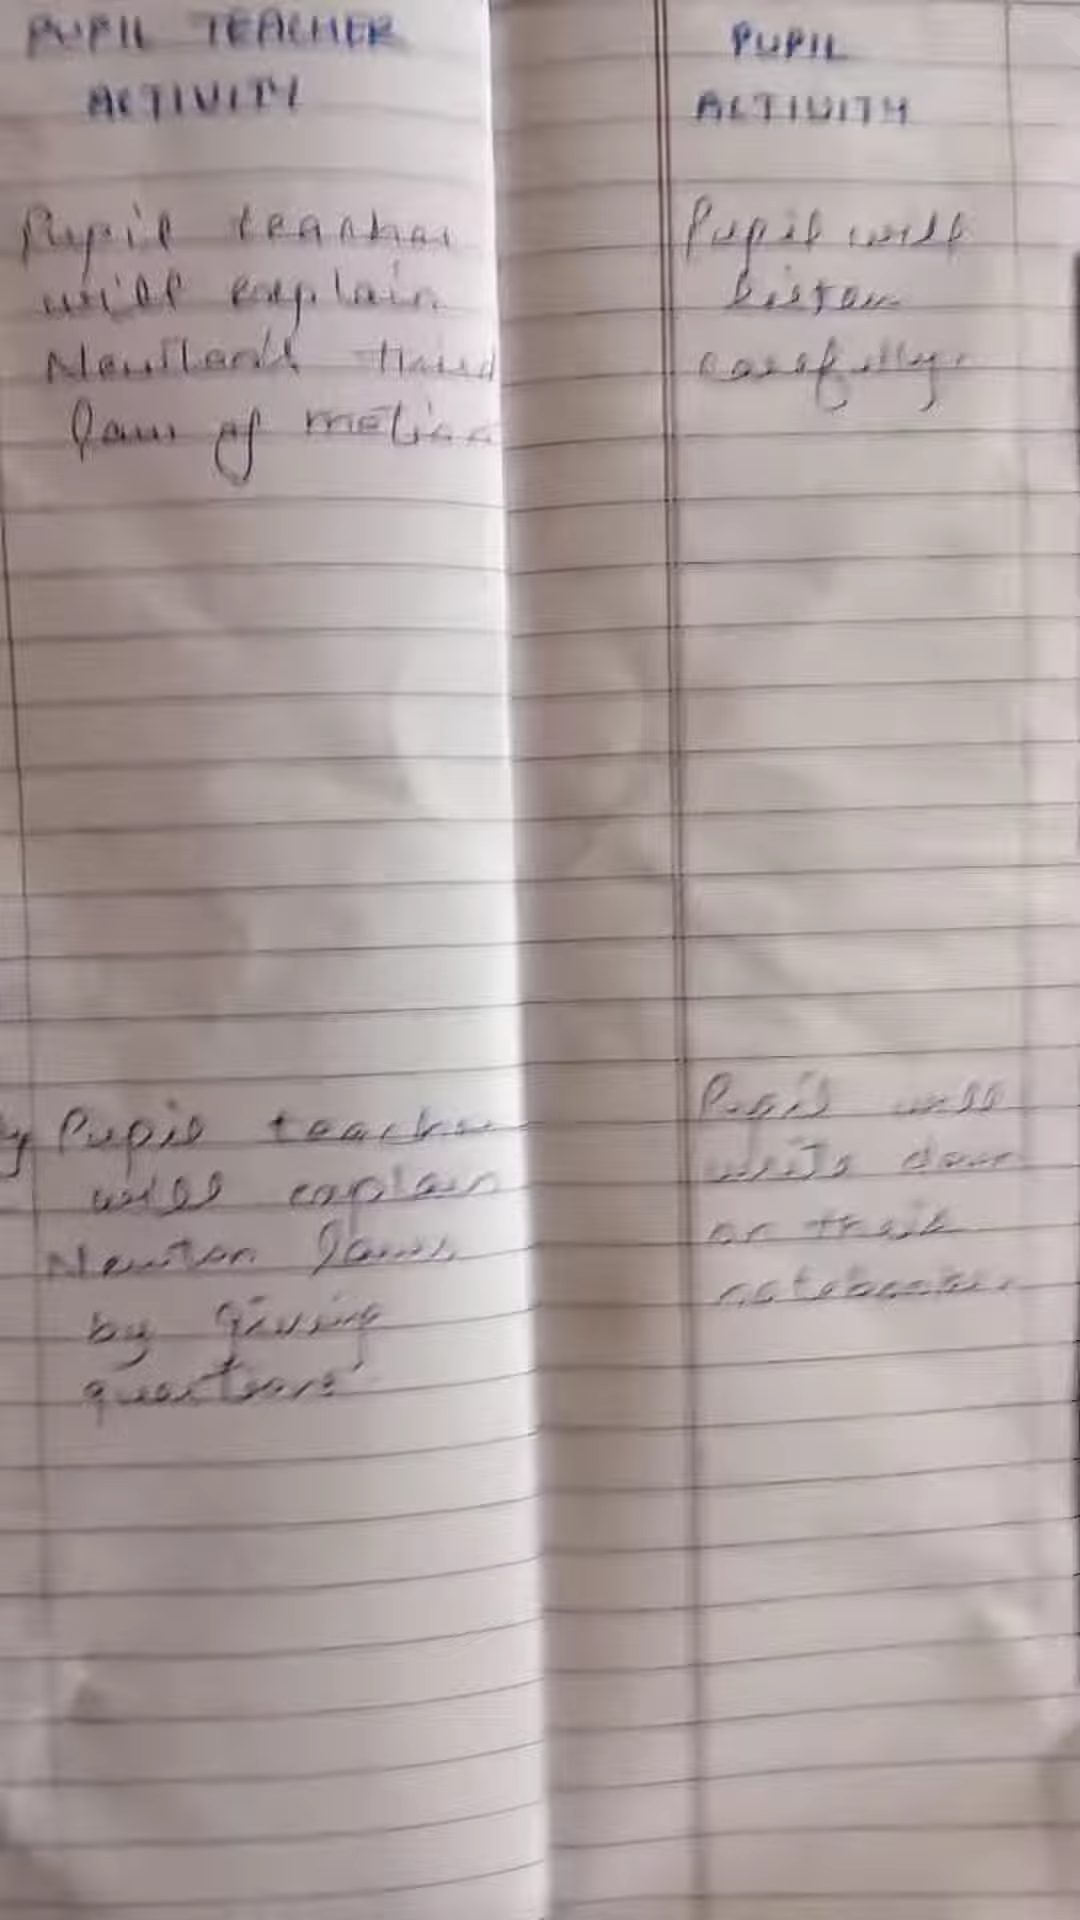 PUPIL TEACHER
ACTIVITY
Pupil teacher
will explain
Newtland's third
law of motion
y Pupil teacher
will explain
Newton laws
by giving
questions
PUPIL
ACTIVITY
Pupil will
listen
carefully.
Pupil will
write down
on their
notebooks.